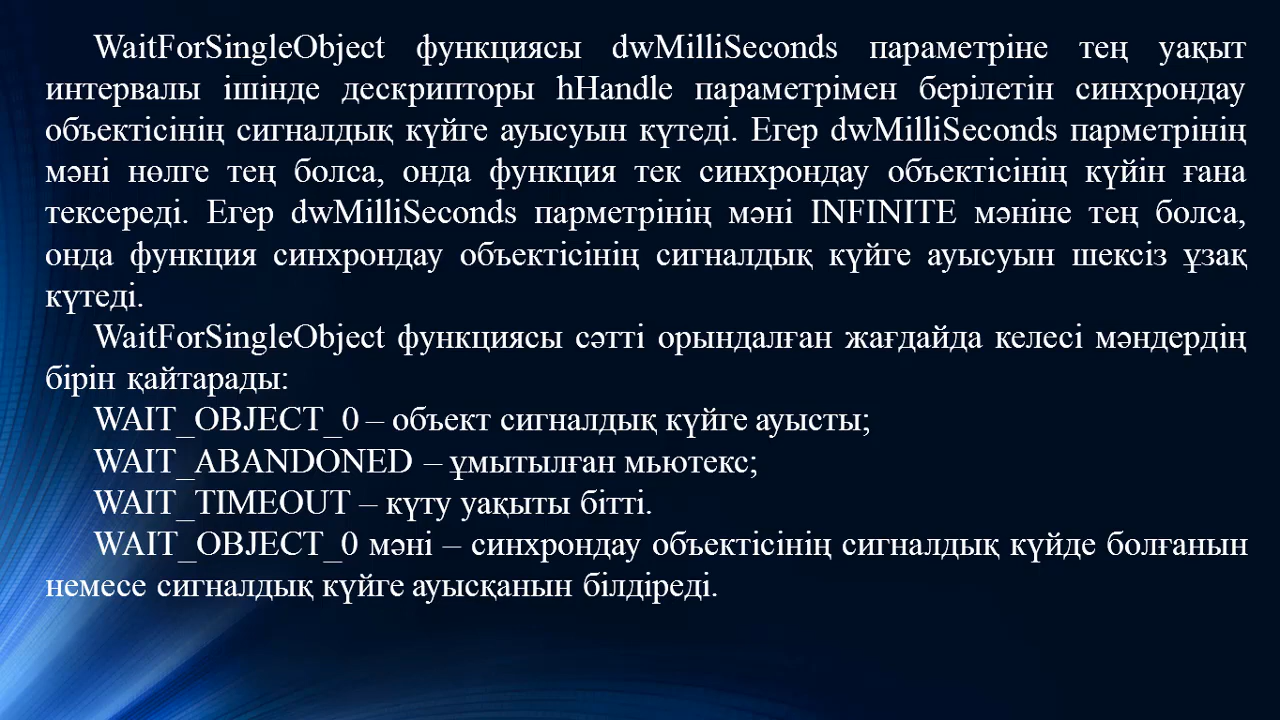 WaitForSingleObject функциясы dwMilliSeconds параметріне тең уақыт
интервалы ішінде дескрипторы hHandle параметрімен берілетін синхрондау
объектісінің сигналдық күйге ауысуын күтеді. Егер dwMilliSeconds парметрінің
мәні нөлге тең болса, онда функция тек синхрондау объектісінің күйін ғана
тексереді. Егер dwMilliSeconds парметрінің мәні INFINITE мәніне тең болса,
онда функция синхрондау объектісінің сигналдық күйге ауысуын шексіз ұзақ
күтеді.
WaitForSingleObject функциясы сәтті орындалған жағдайда келесі мәндердің
бірін қайтарады:
WAIT_OBJECT_0 – объект сигналдық күйге ауысты;
WAIT_ABANDONED – ұмытылған мьютекс;
WAIT_TIMEOUT – күту уақыты бітті.
WAIT_OBJECT_0 мәні – синхрондау объектісінің сигналдық күйде болғанын
немесе сигналдық күйге ауысқанын білдіреді.